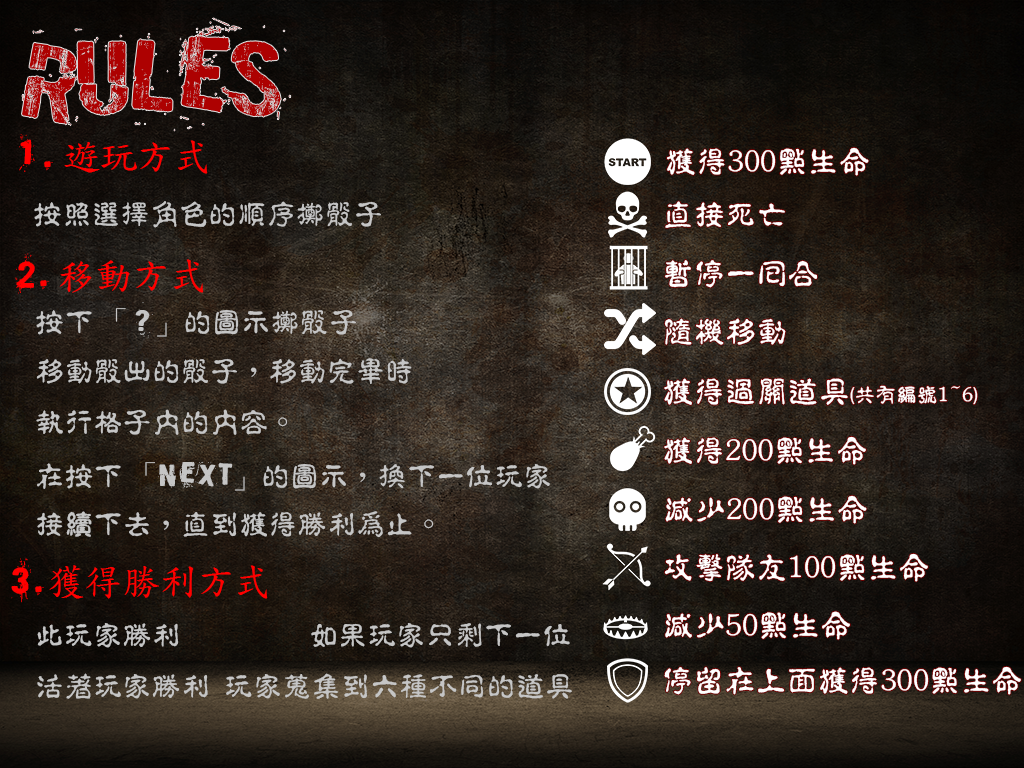 RULES
1. 遊玩方式
按照選擇角色的順序擲骰子
2. 移動方式
按下「?」的圖示擲骰子
移動骰出的骰子，移動完畢時
執行格子內的內容。
在按下「NEXT」的圖示，換下一位玩家
接續下去，直到獲得勝利為止。
3.獲得勝利方式
此玩家勝利 如果玩家只剩下一位
活著玩家勝利 玩家蒐集到六種不同的道具
START 獲得300點生命
直接死亡
暫停一回合
隨機移動
獲得過關道具(共有編號1~6)
獲得200點生命
減少200點生命
攻擊隊友100點生命
減少50點生命
停留在上面獲得300點生命